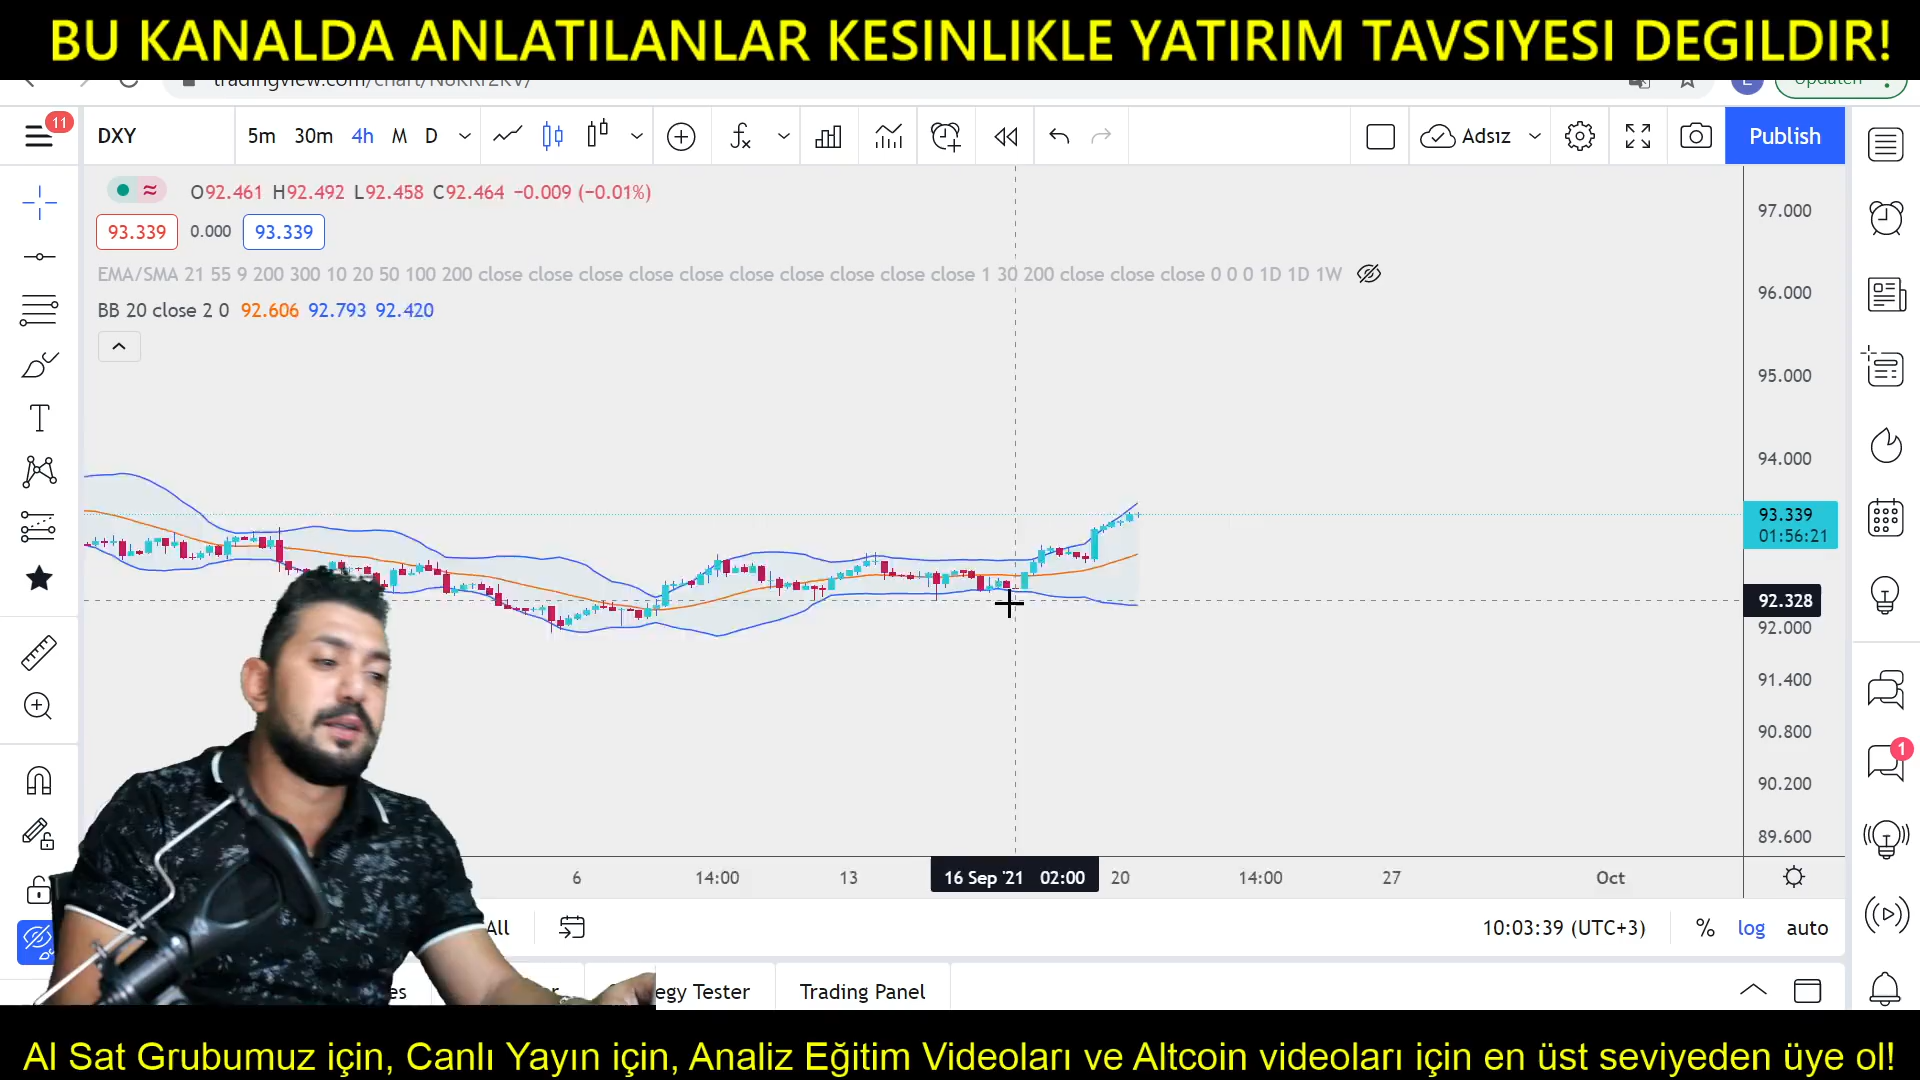 BU KANALDA ANLATILANLAR KESINLIKLE YATIRIM TAVSIYESI DEGILDIR!
11
DXY
5m 30m 4h M D
Adsız
Publish
O92.461 H92.492 L92.458 C92.464 −0.009 (−0.01%)
93.339 0.000 93.339
EMA/SMA 21 55 9 200 300 10 20 50 100 200 close close close close close close close close close close 1 30 200 close close close 0 0 0 1D 1D 1W
BB 20 close 2 0 92.606 92.793 92.420
97.000
96.000
95.000
94.000
93.339
01:56:21
92.328
92.000
91.400
90.800
90.200
89.600
1
6 14:00 13 16 Sep '21 02:00 20 14:00 27 Oct
All
10:03:39 (UTC+3) % log auto
Tester Trading Panel
Al Sat Grubumuz için, Canlı Yayın için, Analiz Eğitim Videoları ve Altcoin videoları için en üst seviyeden üye ol!